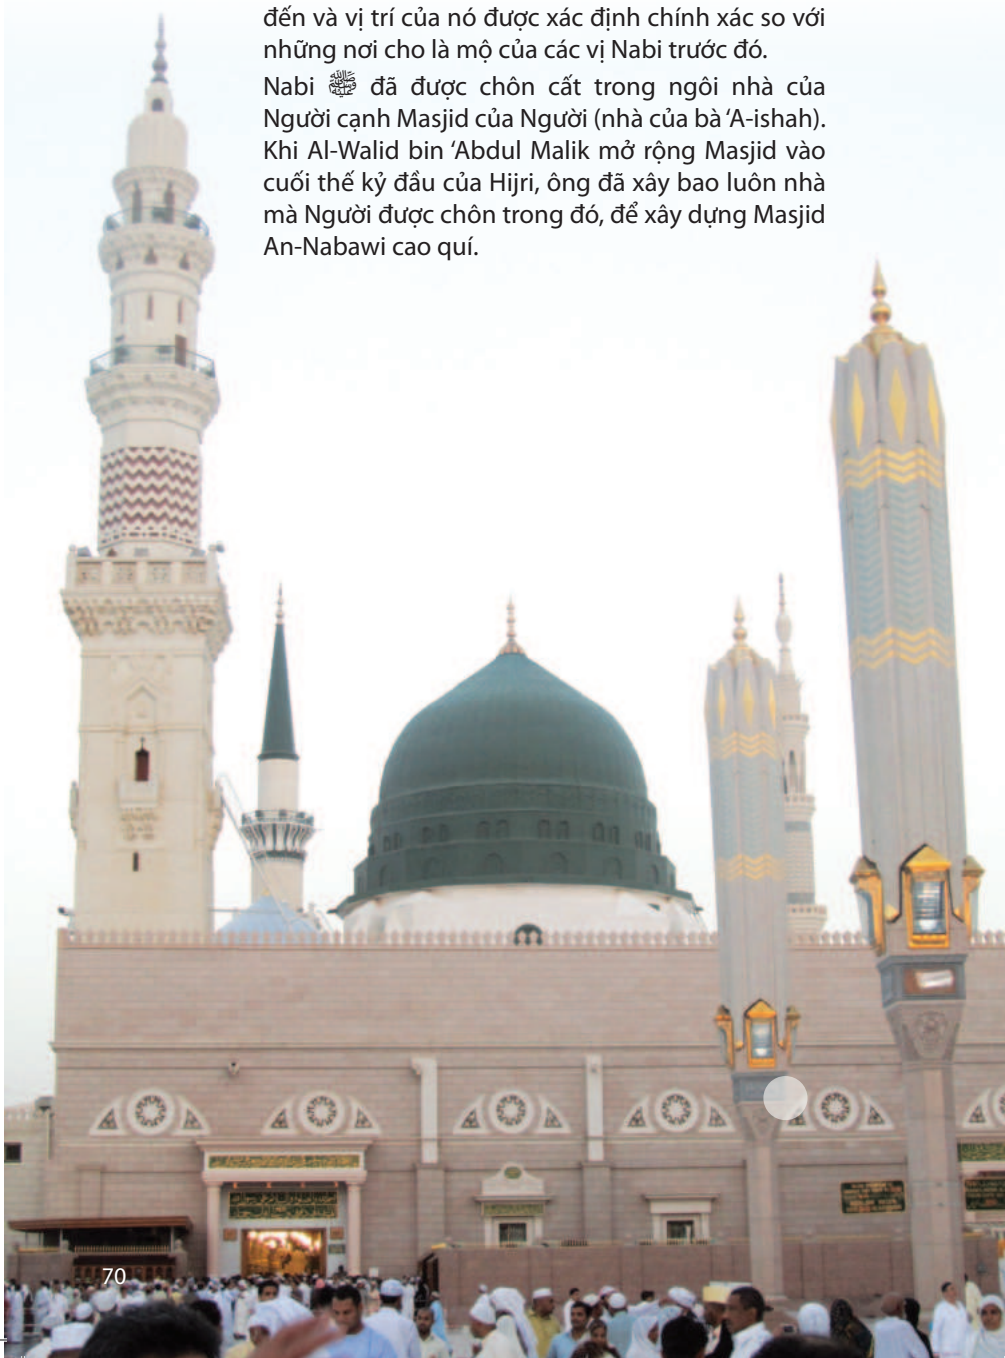 đến và vị trí của nó được xác định chính xác so với
những nơi cho là mộ của các vị Nabi trước đó.
Nabi ﷺ đã được chôn cất trong ngôi nhà của
Người cạnh Masjid của Người (nhà của bà ‘A-ishah).
Khi Al-Walid bin ‘Abdul Malik mở rộng Masjid vào
cuối thế kỷ đầu của Hijri, ông đã xây bao luôn nhà
mà Người được chôn trong đó, để xây dựng Masjid
An-Nabawi cao quí.
70